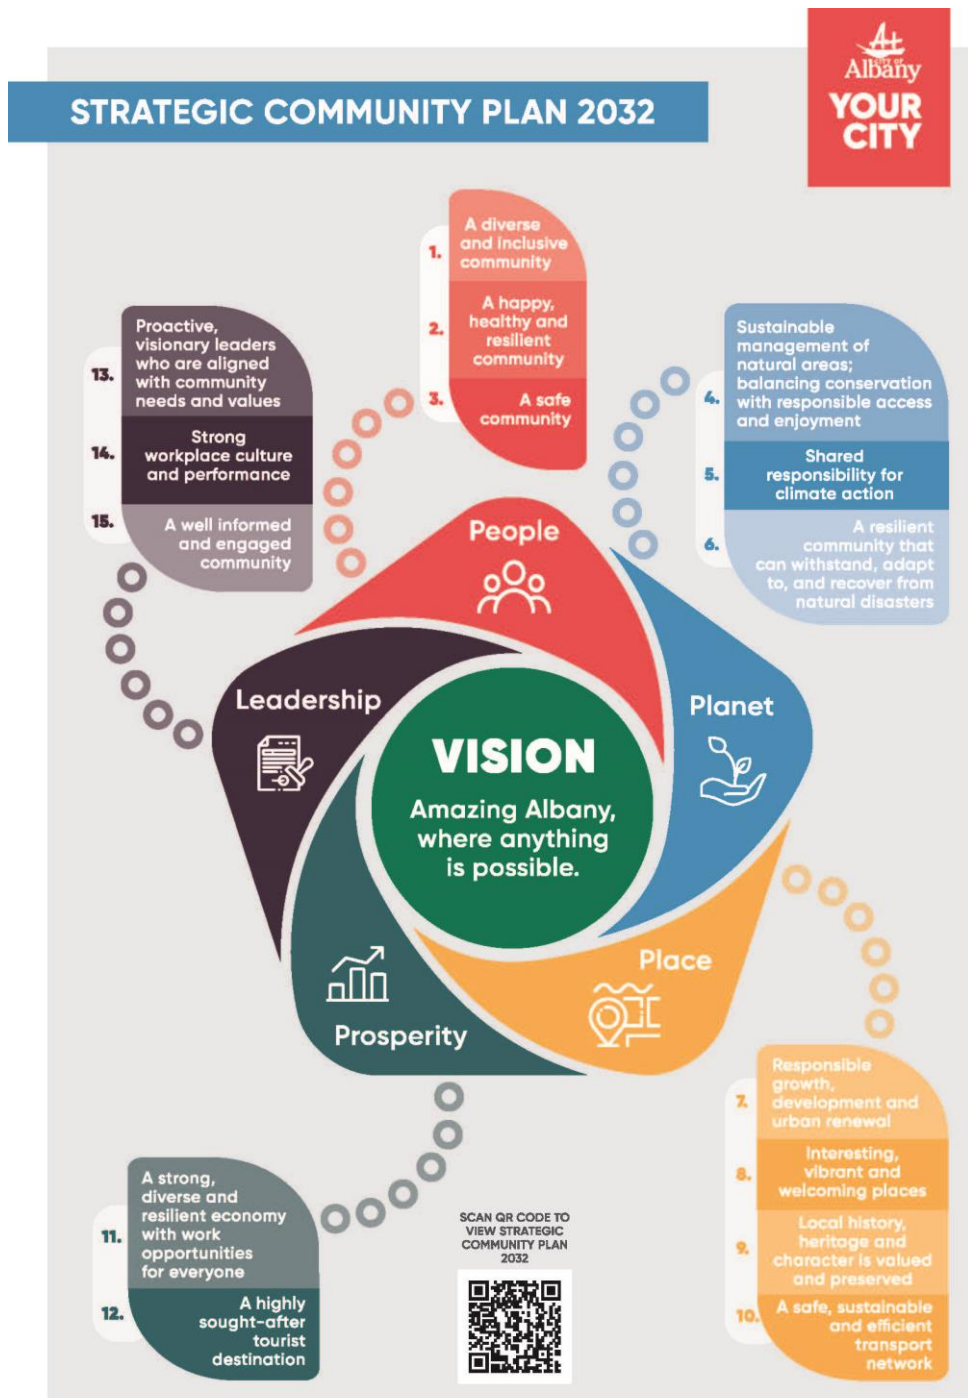 CITY OF
Albany
YOUR
CITY
STRATEGIC COMMUNITY PLAN 2032
1.
A diverse
and inclusive
community
2.
A happy,
healthy and
resilient
community
3.
A safe
community
13.
Proactive,
visionary leaders
who are aligned
with community
needs and values
14.
Strong
workplace culture
and performance
15.
A well informed
and engaged
community
4.
Sustainable
management of
natural areas;
balancing conservation
with responsible access
and enjoyment
5.
Shared
responsibility for
climate action
6.
A resilient
community that
can withstand, adapt
to, and recover from
natural disasters
People
Leadership
Planet
VISION
Amazing Albany,
where anything
is possible.
Place
Prosperity
7.
Responsible
growth,
development and
urban renewal
8.
Interesting,
vibrant and
welcoming places
9.
Local history,
heritage and
character is valued
and preserved
10.
A safe, sustainable
and efficient
transport
network
11.
A strong,
diverse and
resilient economy
with work
opportunities
for everyone
12.
A highly
sought-after
tourist
destination
SCAN QR CODE TO
VIEW STRATEGIC
COMMUNITY PLAN
2032